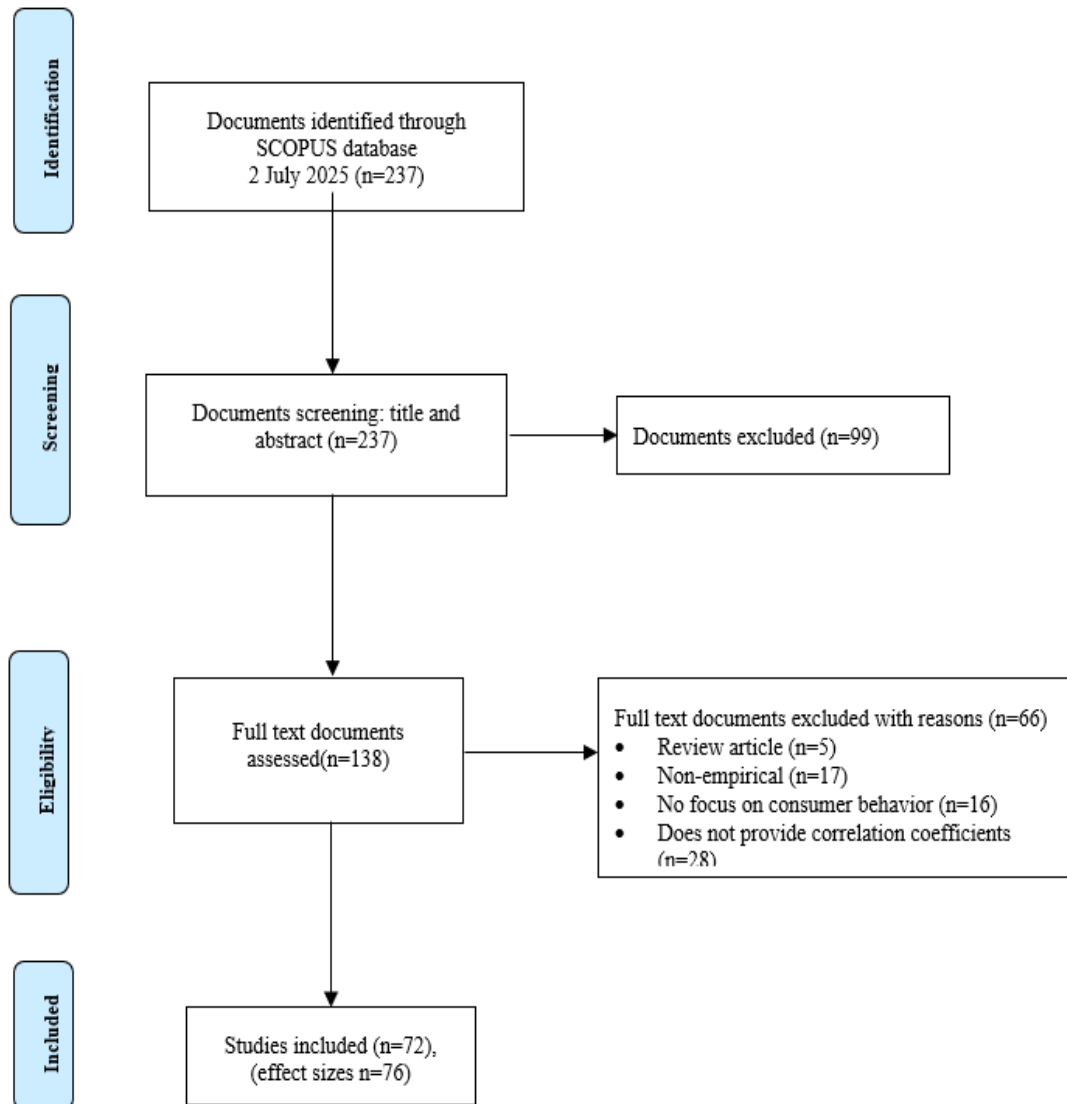 Identification
Documents identified through
SCOPUS database
2 July 2025 (n=237)
Screening
Documents screening: title and
abstract (n=237)
Documents excluded (n=99)
Eligibility
Full text documents
assessed(n=138)
Full text documents excluded with reasons (n=66)
• Review article (n=5)
• Non-empirical (n=17)
• No focus on consumer behavior (n=16)
• Does not provide correlation coefficients
(n=28)
Included
Studies included (n=72),
(effect sizes n=76)